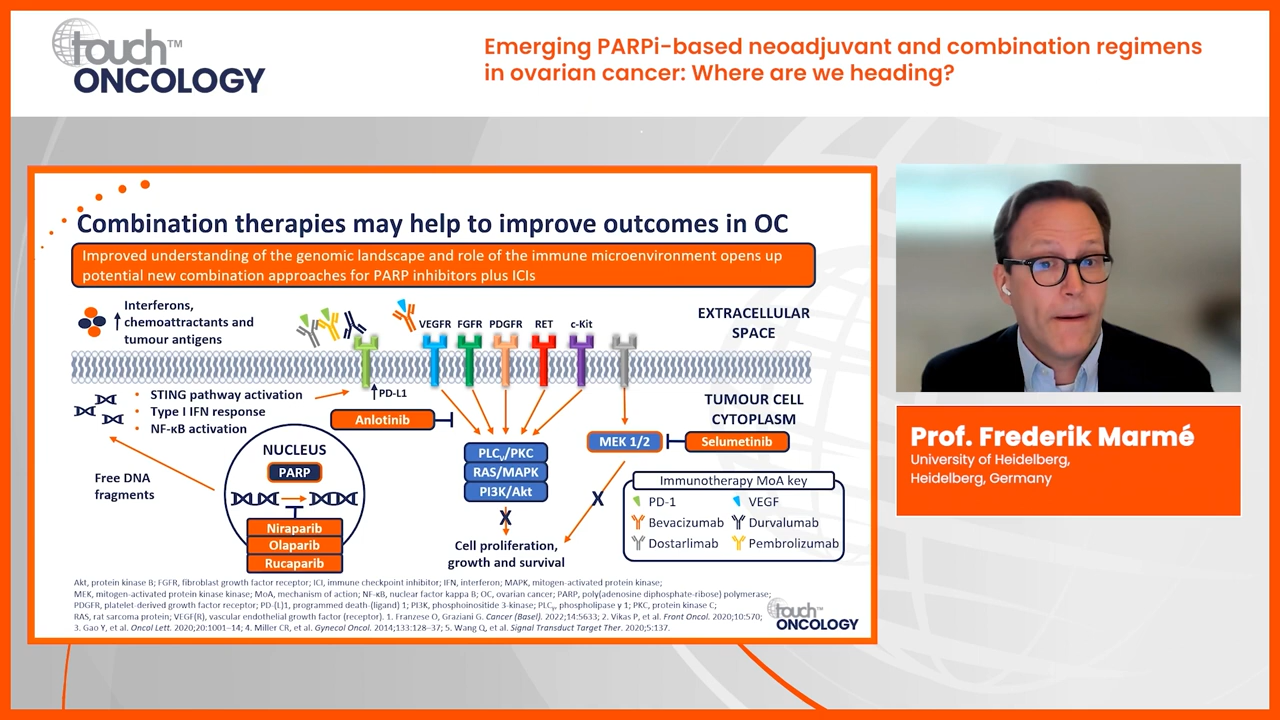 touch™
ONCOLOGY
Emerging PARPi-based neoadjuvant and combination regimens
in ovarian cancer: Where are we heading?
Combination therapies may help to improve outcomes in OC
Improved understanding of the genomic landscape and role of the immune microenvironment opens up
potential new combination approaches for PARP inhibitors plus ICIs
Interferons,
chemoattractants and
tumour antigens
VEGFR FGFR PDGFR RET c-Kit
EXTRACELLULAR
SPACE
PD-L1
• STING pathway activation
• Type I IFN response
• NF-κB activation
Anlotinib
TUMOUR CELL
CYTOPLASM
NUCLEUS
PARP
Free DNA
fragments
Niraparib
Olaparib
Rucaparib
PLCγ/PKC
RAS/MAPK
PI3K/Akt
X
MEK 1/2
Selumetinib
X
Cell proliferation,
growth and survival
Immunotherapy MoA key
PD-1 VEGF
Bevacizumab Durvalumab
Dostarlimab Pembrolizumab
Akt, protein kinase B; FGFR, fibroblast growth factor receptor; ICI, immune checkpoint inhibitor; IFN, interferon; MAPK, mitogen-activated protein kinase;
MEK, mitogen-activated protein kinase kinase; MoA, mechanism of action; NF-κB, nuclear factor kappa B; OC, ovarian cancer; PARP, poly(adenosine diphosphate-ribose) polymerase;
PDGFR, platelet-derived growth factor receptor; PD-(L)1, programmed death-(ligand) 1; PI3K, phosphoinositide 3-kinase; PLCγ, phospholipase γ 1; PKC, protein kinase C;
RAS, rat sarcoma protein; VEGF(R), vascular endothelial growth factor (receptor). 1. Franzese O, Graziani G. Cancer (Basel). 2022;14:5633; 2. Vikas P, et al. Front Oncol. 2020;10:570;
3. Gao Y, et al. Oncol Lett. 2020;20:1001–14; 4. Miller CR, et al. Gynecol Oncol. 2014;133:128–37; 5. Wang Q, et al. Signal Transduct Target Ther. 2020;5:137.
touch™
ONCOLOGY
Prof. Frederik Marmé
University of Heidelberg,
Heidelberg, Germany